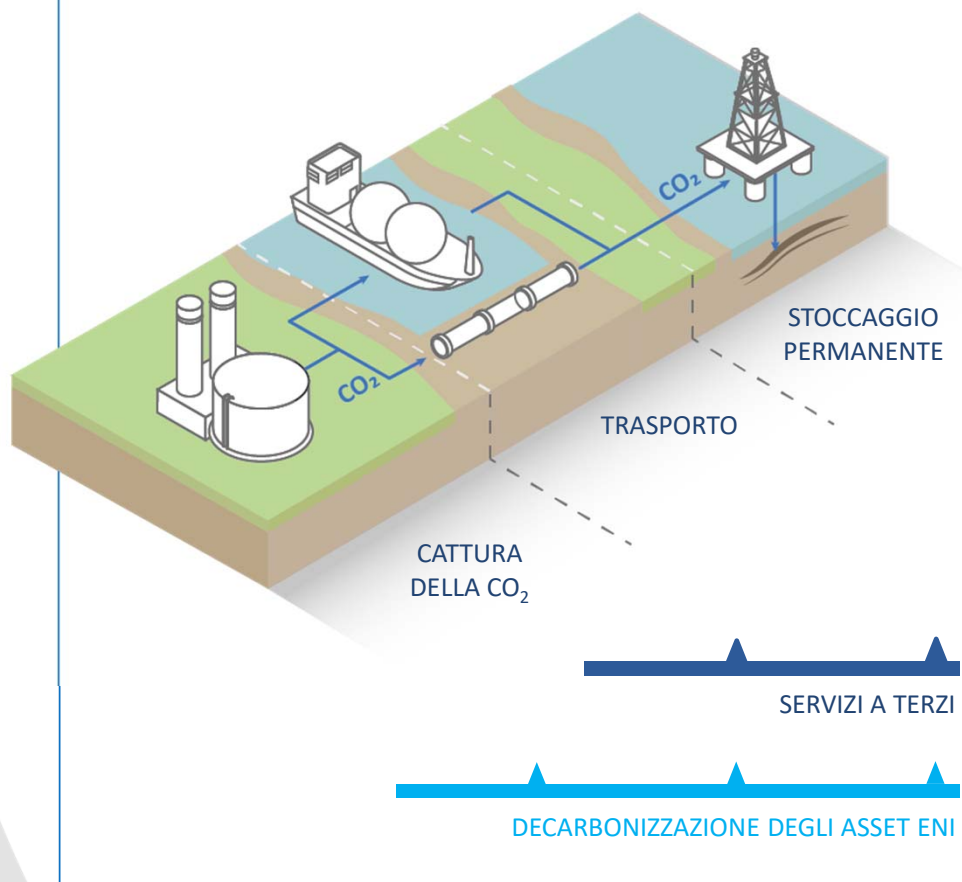 CO₂
CO₂
STOCCAGGIO
PERMANENTE
TRASPORTO
CATTURA
DELLA CO₂
SERVIZI A TERZI
DECARBONIZZAZIONE DEGLI ASSET ENI